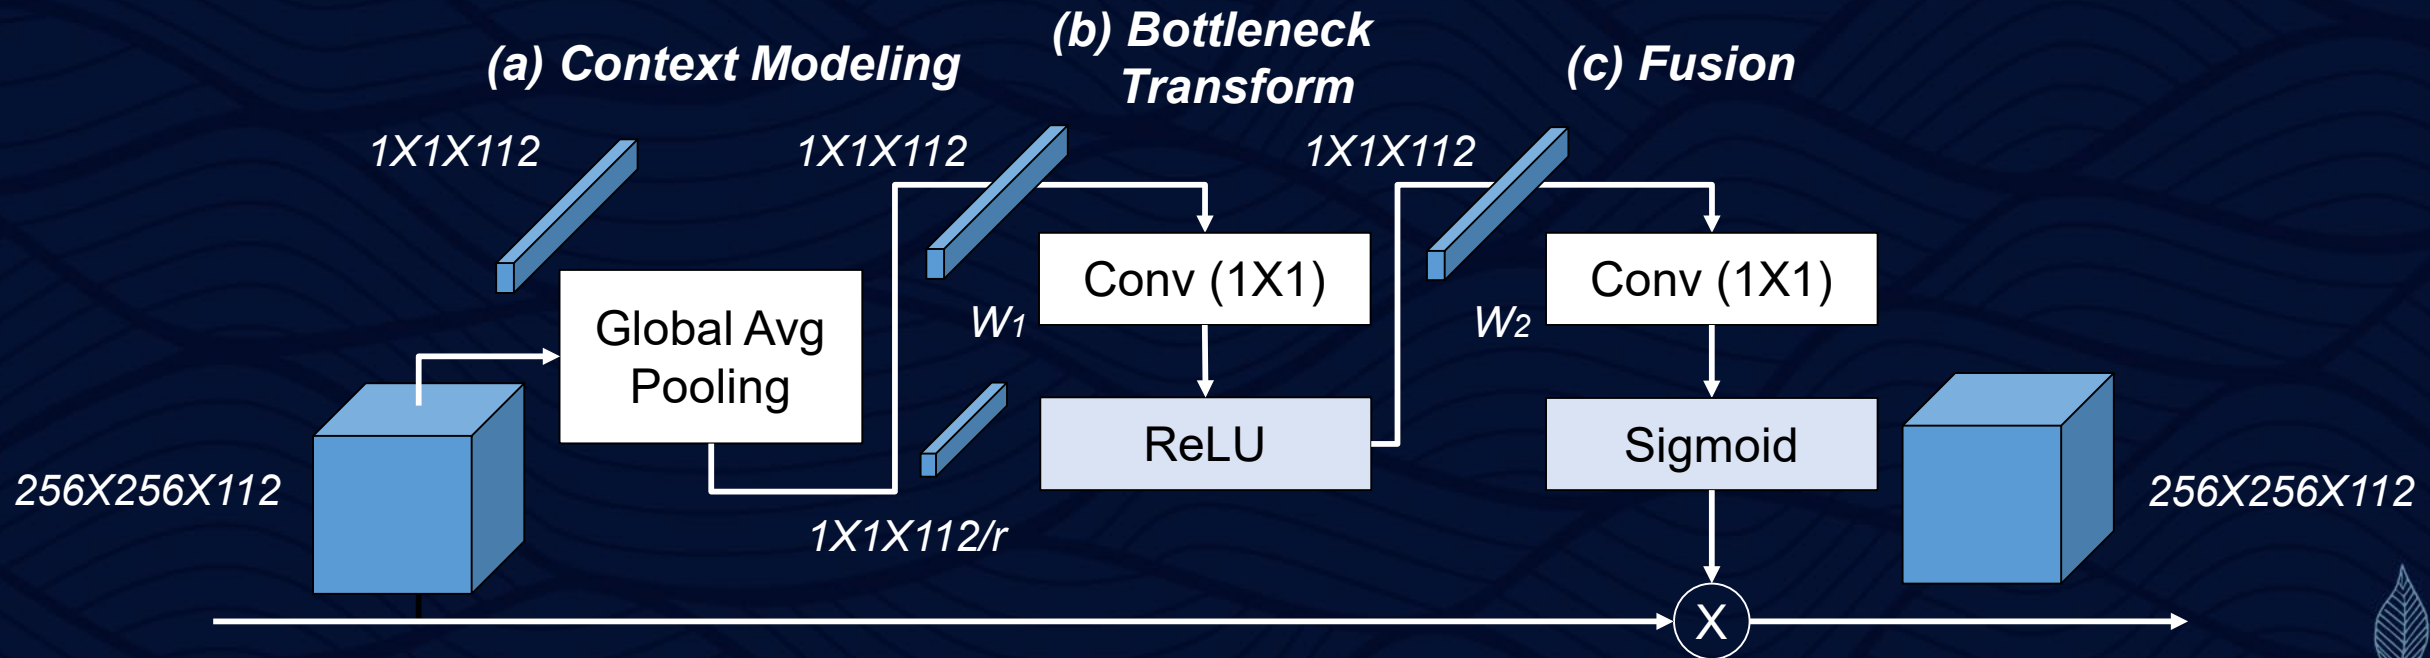 (a) Context Modeling
(b) Bottleneck
Transform
(c) Fusion
1X1X112
1X1X112
1X1X112
Global Avg
Pooling
Conv (1X1)
Conv (1X1)
W1
W2
ReLU
Sigmoid
256X256X112
1X1X112/r
256X256X112
X